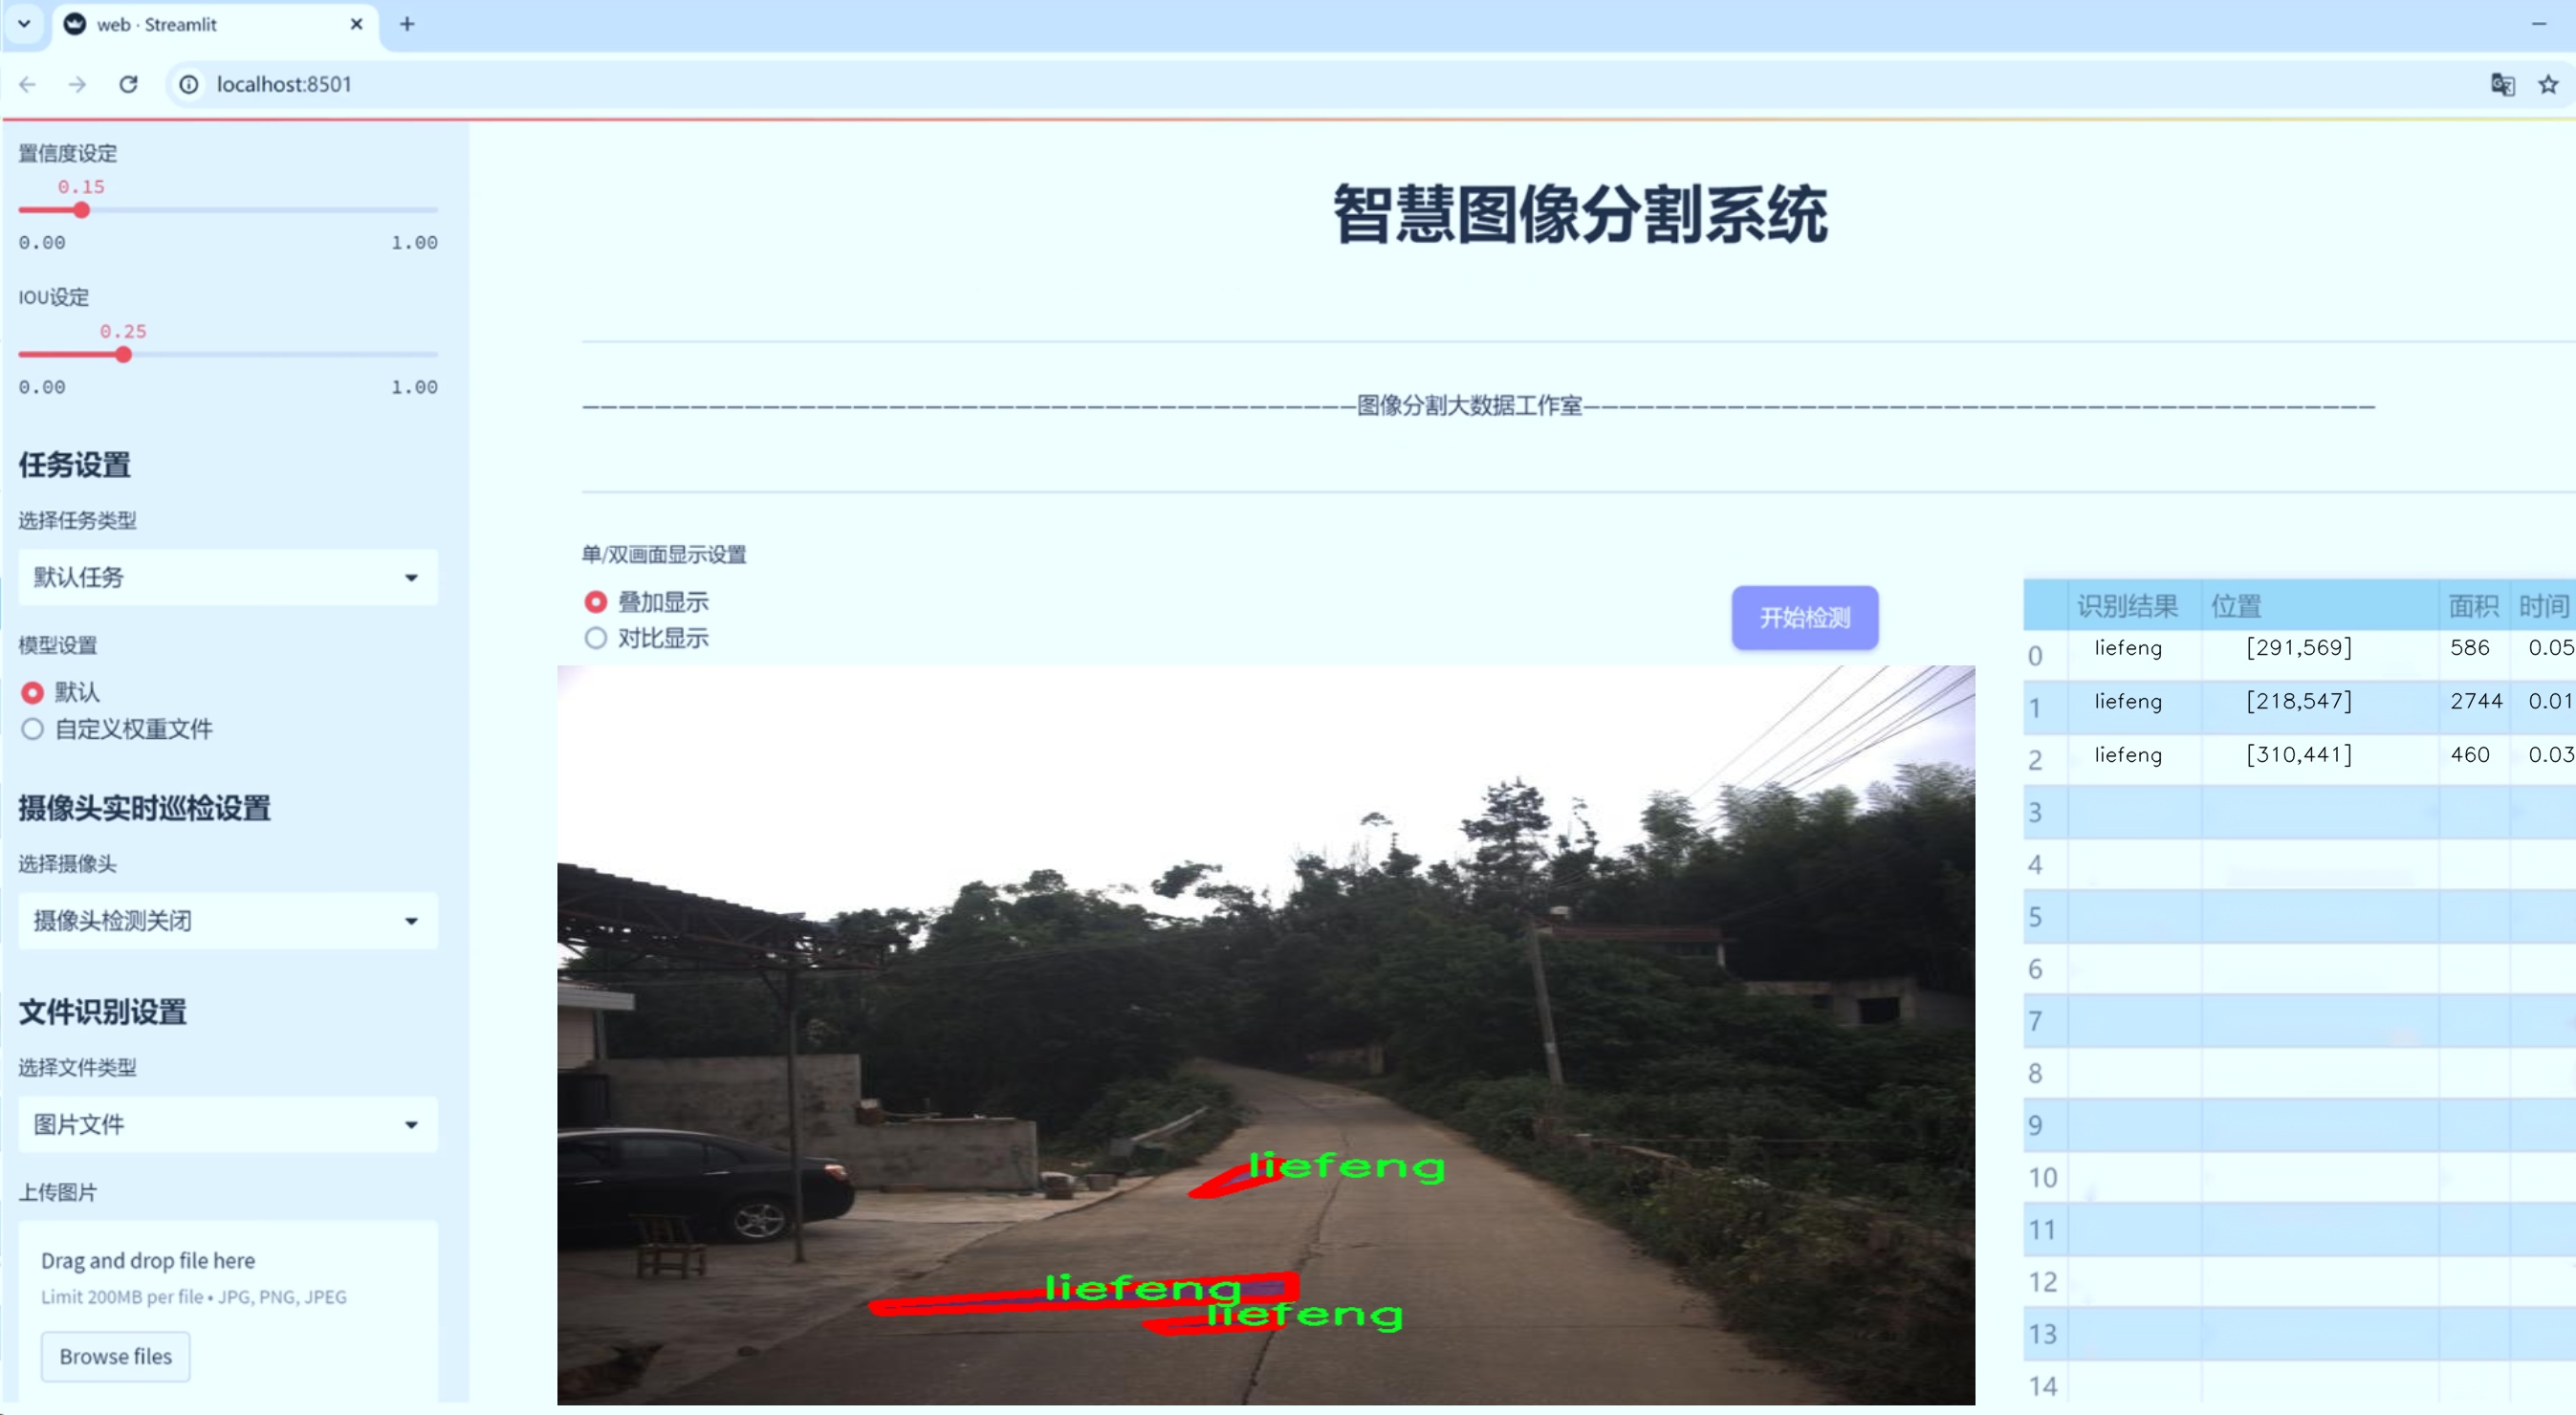 web · Streamlit
localhost:8501
置信度设定
0.15
0.00 1.00
IOU设定
0.25
0.00 1.00
任务设置
选择任务类型
默认任务
模型设置
默认
自定义权重文件
摄像头实时巡检设置
选择摄像头
摄像头检测关闭
文件识别设置
选择文件类型
图片文件
上传图片
Drag and drop file here
Limit 200MB per file • JPG, PNG, JPEG
Browse files
智慧图像分割系统
———————————————————————————————————————————图像分割大数据工作室————————————————————————————————————————————
单/双画面显示设置
叠加显示
对比显示
开始检测
liefeng
liefeng
liefeng
识别结果 位置 面积 时间
0 liefeng [291,569] 586 0.05
1 liefeng [218,547] 2744 0.01
2 liefeng [310,441] 460 0.03
3
4
5
6
7
8
9
10
11
12
13
14